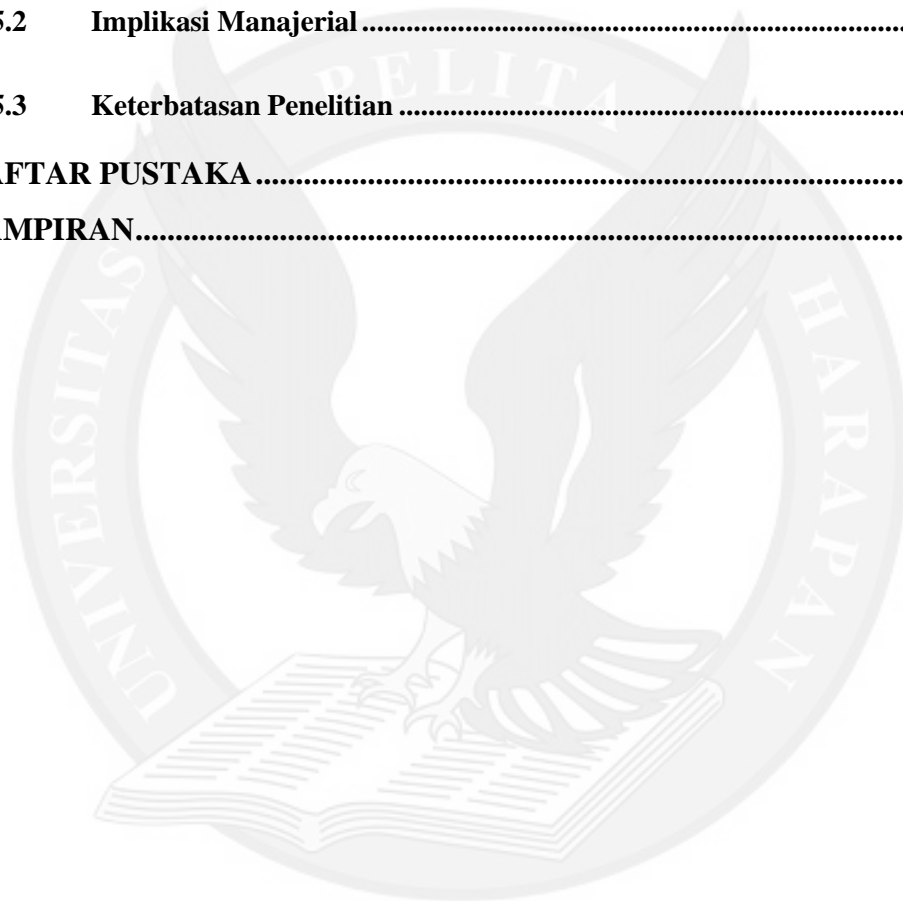 5.2 Implikasi Manajerial ........................................................................................
5.3 Keterbatasan Penelitian ..................................................................................
AFTAR PUSTAKA ....................................................................................................
AMPIRAN..................................................................................................................
UNIVERSITAS PELITA HARAPAN